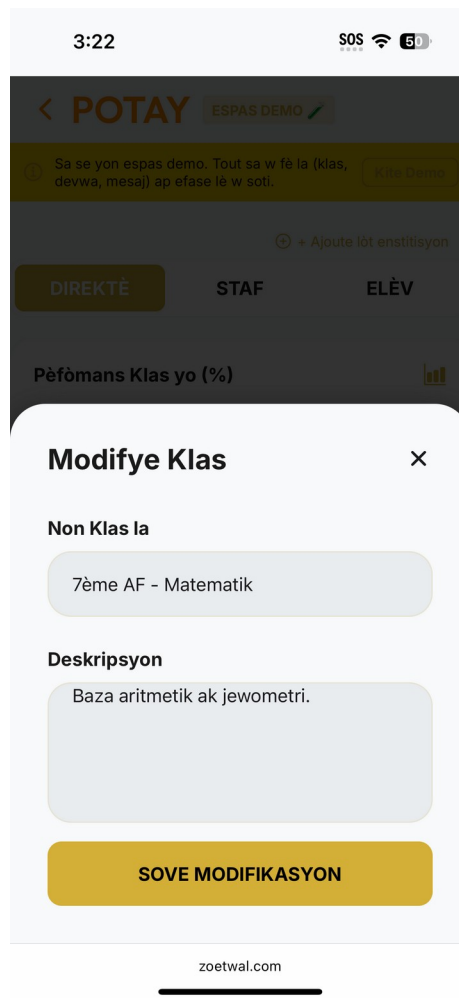 3:22
SOS
50
POTAY
ESPAS DEMO
Sa se yon espas demo. Tout sa w fè la (klas,
devwa, mesaj) ap efase lè w soti.
Kite Demo
+ Ajoute lòt enstitisyon
DIREKTÈ STAF ELÈV
Pèfòmans Klas yo (%)
Modifye Klas
Non Klas la
7ème AF - Matematik
Deskripsyon
Baza aritmetik ak jewometri.
SOVE MODIFIKASYON
zoetwal.com